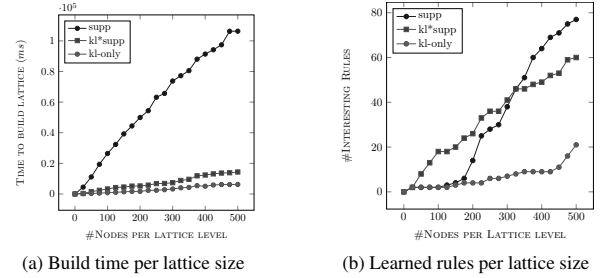 ·10⁵
supp
kl*supp
kl-only
TIME TO BUILD LATTICE (ms)
1
0.8
0.6
0.4
0.2
0
0 100 200 300 400 500
#NODES PER LATTICE LEVEL
(a) Build time per lattice size
supp
kl*supp
kl-only
#INTERESTING RULES
80
60
40
20
0
0 100 200 300 400 500
#NODES PER LATTICE LEVEL
(b) Learned rules per lattice size